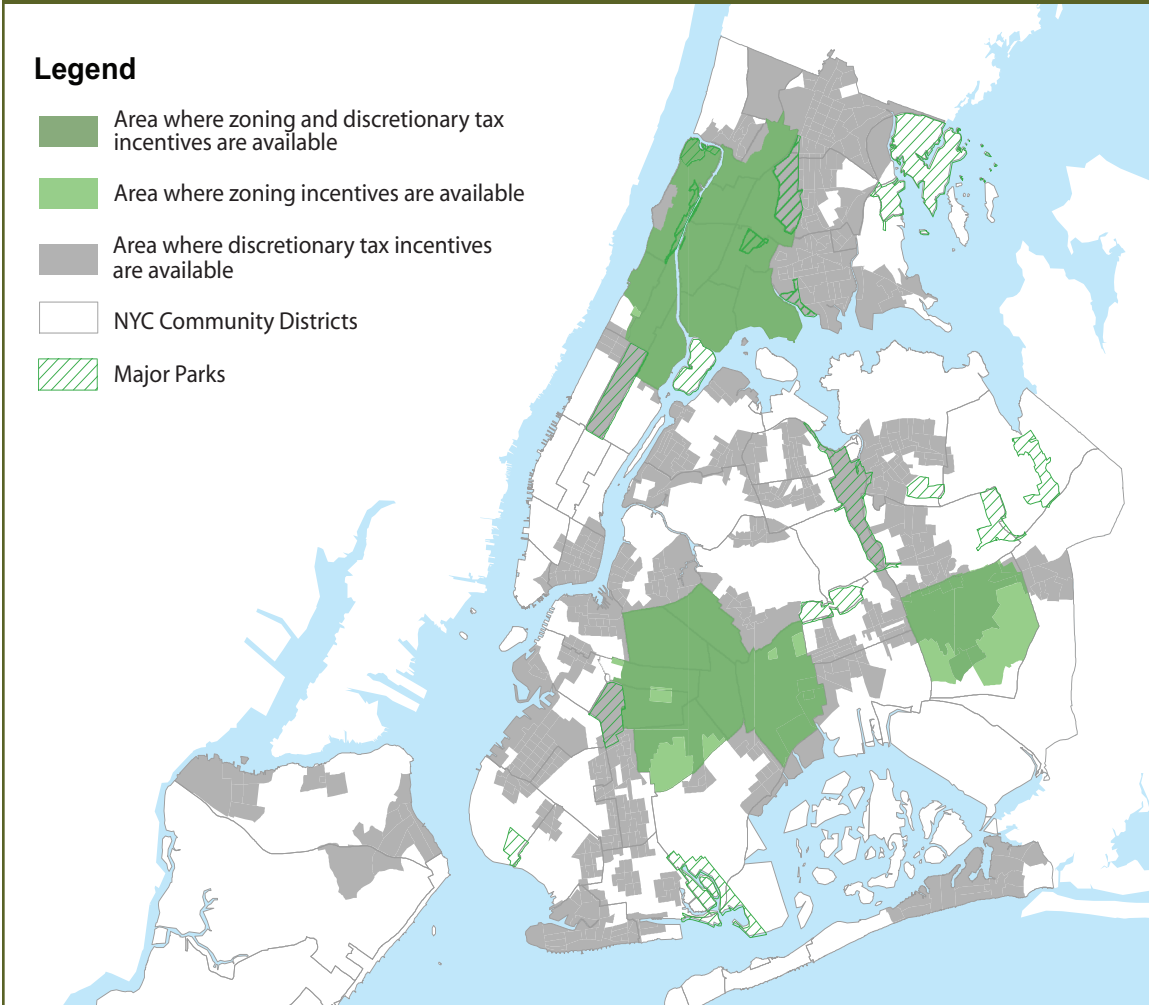 Legend
Area where zoning and discretionary tax
incentives are available
Area where zoning incentives are available
Area where discretionary tax incentives
are available
NYC Community Districts
Major Parks